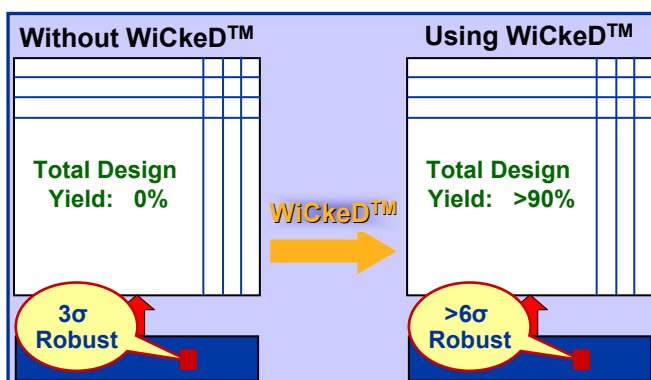 Without WiCkeD™
Using WiCkeD™
Total Design
Yield: 0%
WiCkeD™
Total Design
Yield: >90%
3σ
Robust
>6σ
Robust